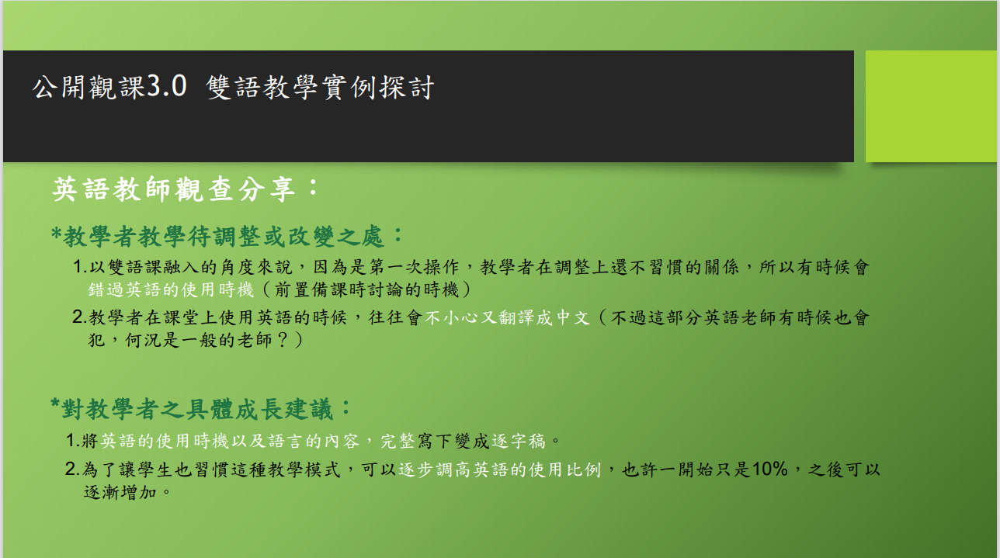 公開觀課3.0 雙語教學實例探討
英語教師觀查分享：
*教學者教學待調整或改變之處：
1.以雙語課融入的角度來說，因為是第一次操作，教學者在調整上還不習慣的關係，所以有時候會
錯過英語的使用時機（前置備課時討論的時機）
2.教學者在課堂上使用英語的時候，往往會不小心又翻譯成中文（不過這部分英語老師有時候也會
犯，何況是一般的老師？）
*對教學者之具體成長建議：
1.將英語的使用時機以及語言的內容，完整寫下變成逐字稿。
2.為了讓學生也習慣這種教學模式，可以逐步調高英語的使用比例，也許一開始只是10%，之後可以
逐漸增加。